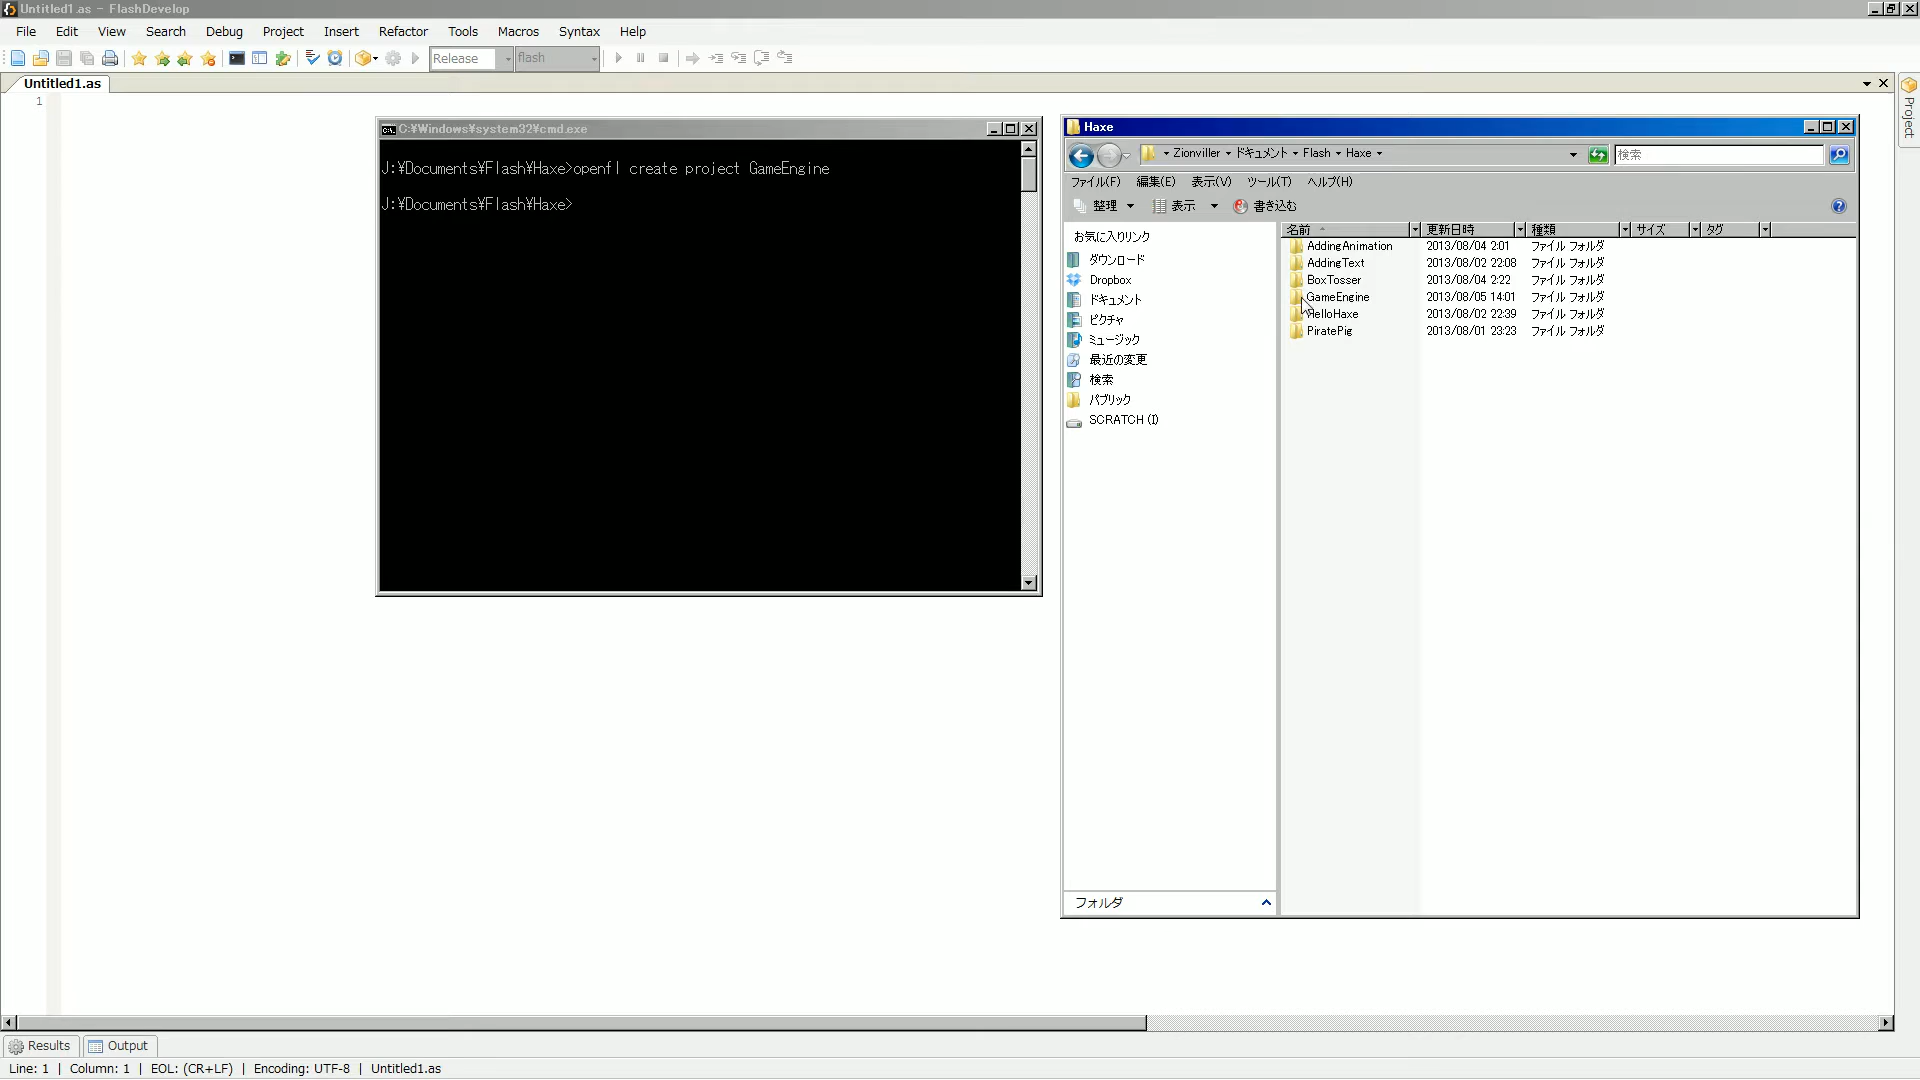 Untitled1.as - FlashDevelop
File Edit View Search Debug Project Insert Refactor Tools Macros Syntax Help
Release flash
Untitled1.as
Project
1
C:¥Windows¥system32¥cmd.exe
J:¥Documents¥Flash¥Haxe>openfl create project GameEngine
J:¥Documents¥Flash¥Haxe>
Haxe
Zionviller ドキュメント Flash Haxe 検索
ファイル(F) 編集(E) 表示(V) ツール(T) ヘルプ(H)
整理 表示 書き込む
お気に入りリンク
ダウンロード
Dropbox
ドキュメント
ピクチャ
ミュージック
最近の変更
検索
パブリック
SCRATCH (I)
フォルダ
名前 更新日時 種類 サイズ タグ
AddingAnimation 2013/08/04 2:01 ファイル フォルダ
AddingText 2013/08/02 22:08 ファイル フォルダ
BoxTosser 2013/08/04 2:22 ファイル フォルダ
GameEngine 2013/08/05 14:01 ファイル フォルダ
HelloHaxe 2013/08/02 22:39 ファイル フォルダ
PiratePig 2013/08/01 23:23 ファイル フォルダ
Results Output
Line: 1 | Column: 1 | EOL: (CR+LF) | Encoding: UTF-8 | Untitled1.as